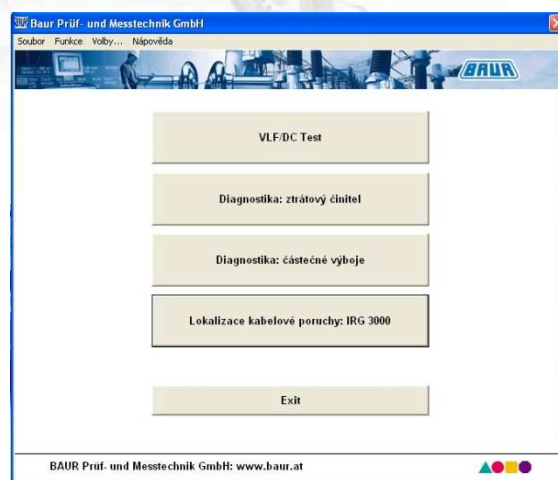 Baur Prüf- und Messtechnik GmbH
Soubor Funkce Volby... Nápověda
BAUR
VLF/DC Test
Diagnostika: ztrátový činitel
Diagnostika: částečné výboje
Lokalizace kabelové poruchy: IRG 3000
Exit
BAUR Prüf- und Messtechnik GmbH: www.baur.at